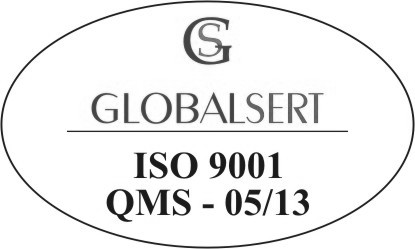 GS
GLOBALSERT
ISO 9001
QMS - 05/13